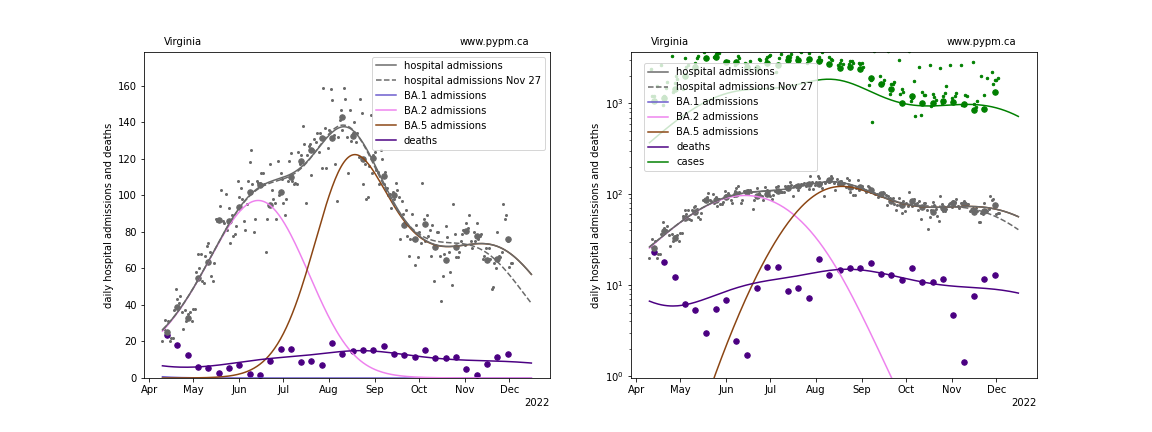 Virginia
www.pypm.ca
hospital admissions
hospital admissions Nov 27
BA.1 admissions
BA.2 admissions
BA.5 admissions
deaths
daily hospital admissions and deaths
160
140
120
100
80
60
40
20
0
Apr May Jun Jul Aug Sep Oct Nov Dec
2022
Virginia
www.pypm.ca
hospital admissions
hospital admissions Nov 27
BA.1 admissions
BA.2 admissions
BA.5 admissions
deaths
cases
daily hospital admissions and deaths
10³
10²
10¹
10⁰
Apr May Jun Jul Aug Sep Oct Nov Dec
2022